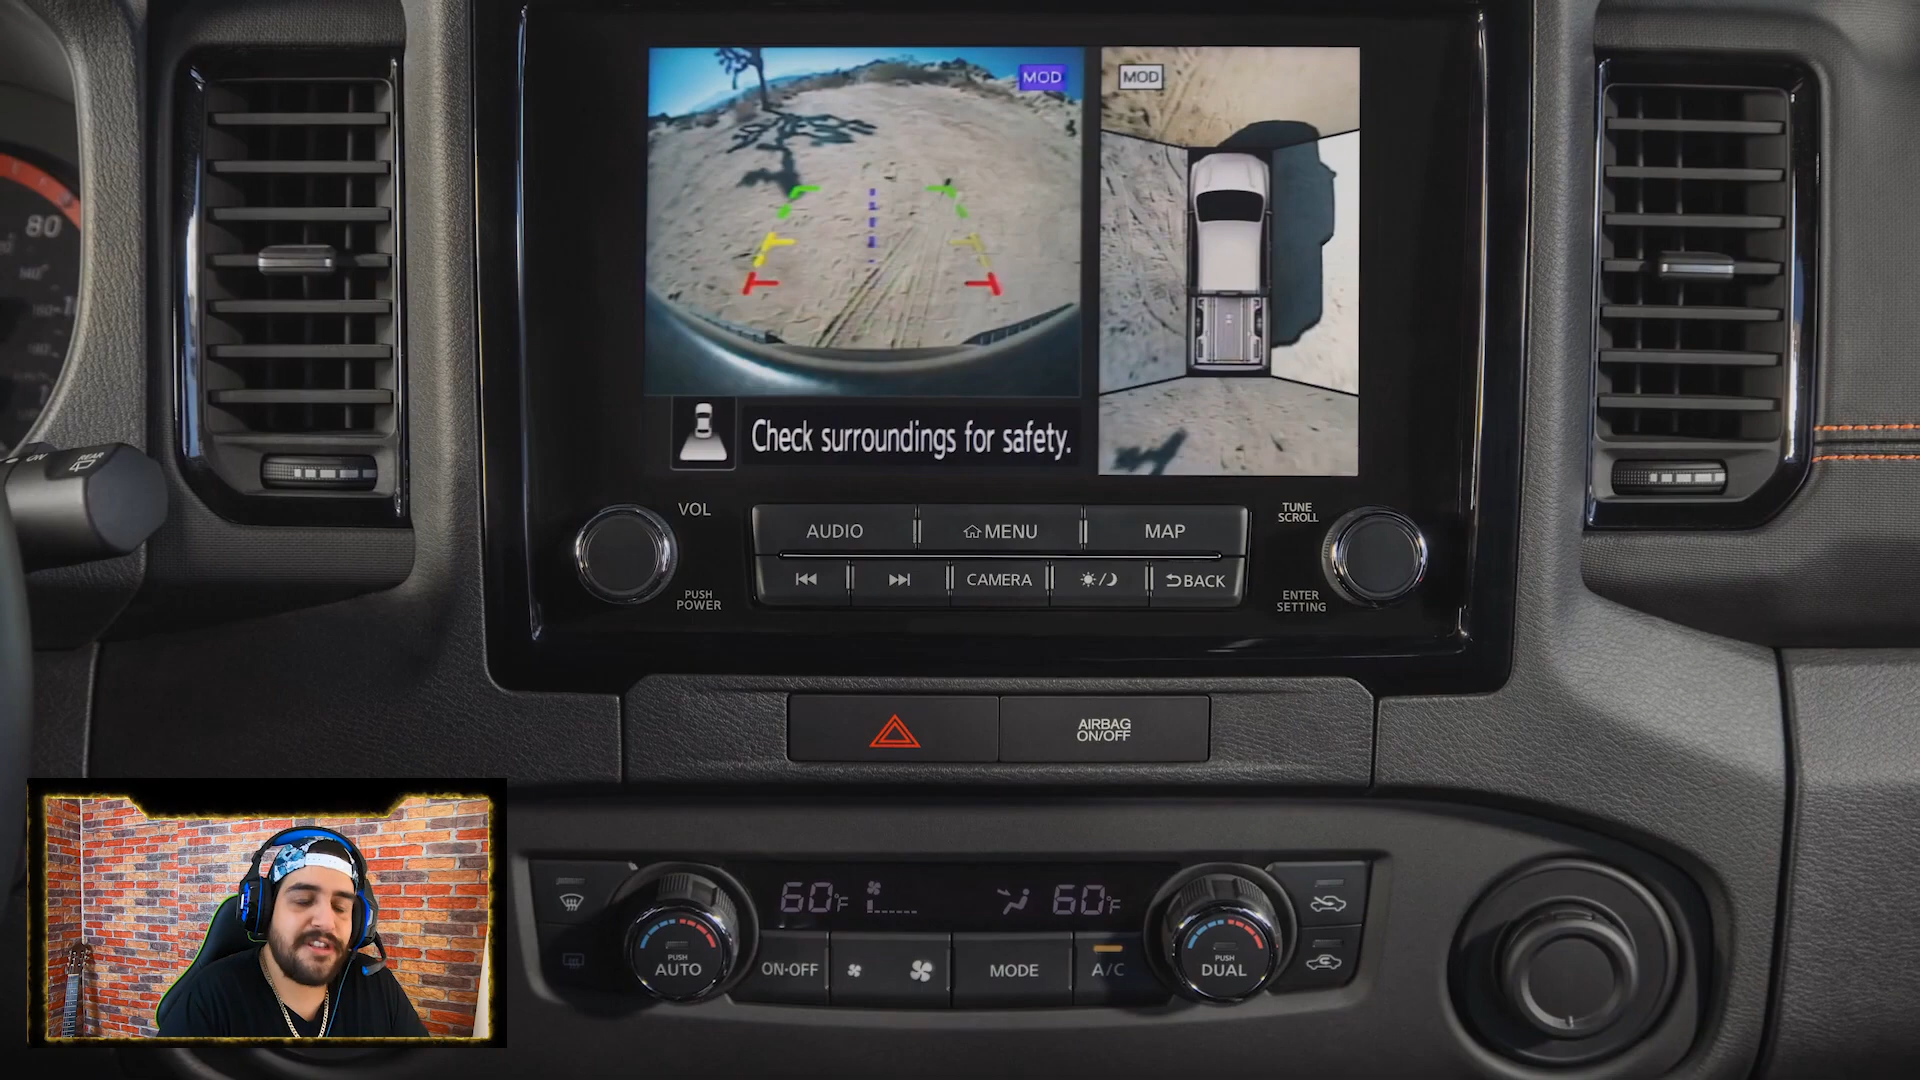 MOD
MOD
80
Check surroundings for safety.
VOL
AUDIO
MENU
MAP
TUNE
SCROLL
CAMERA
BACK
PUSH
POWER
ENTER
SETTING
REAR
AIRBAG
ON/OFF
60°F
60°F
PUSH
AUTO
ON•OFF
MODE
A/C
PUSH
DUAL